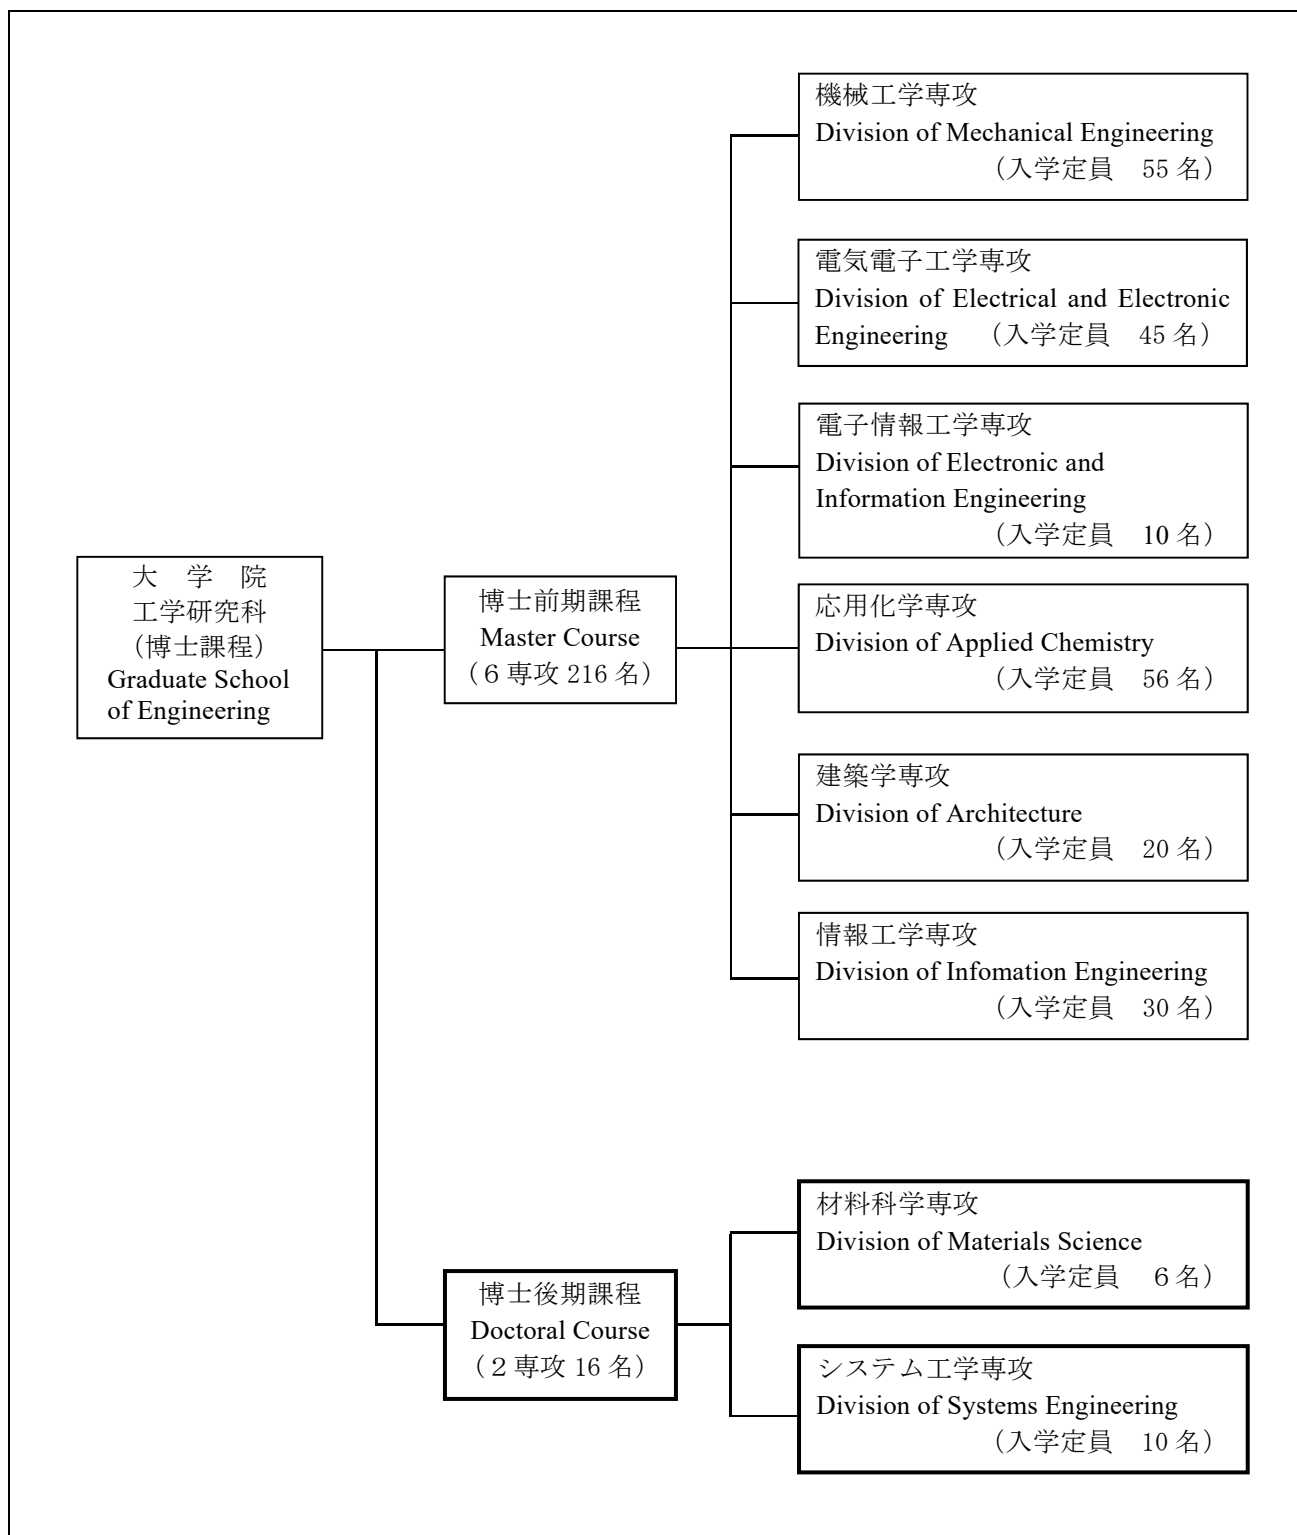 大　学　院
工学研究科
（博士課程）
Graduate School
of Engineering
博士前期課程
Master Course
（６専攻 216 名）
機械工学専攻
Division of Mechanical Engineering
（入学定員　55 名）
電気電子工学専攻
Division of Electrical and Electronic
Engineering　（入学定員　45 名）
電子情報工学専攻
Division of Electronic and
Information Engineering
（入学定員　10 名）
応用化学専攻
Division of Applied Chemistry
（入学定員　56 名）
建築学専攻
Division of Architecture
（入学定員　20 名）
情報工学専攻
Division of Infomation Engineering
（入学定員　30 名）
博士後期課程
Doctoral Course
（２専攻 16 名）
材料科学専攻
Division of Materials Science
（入学定員　６名）
システム工学専攻
Division of Systems Engineering
（入学定員　10 名）